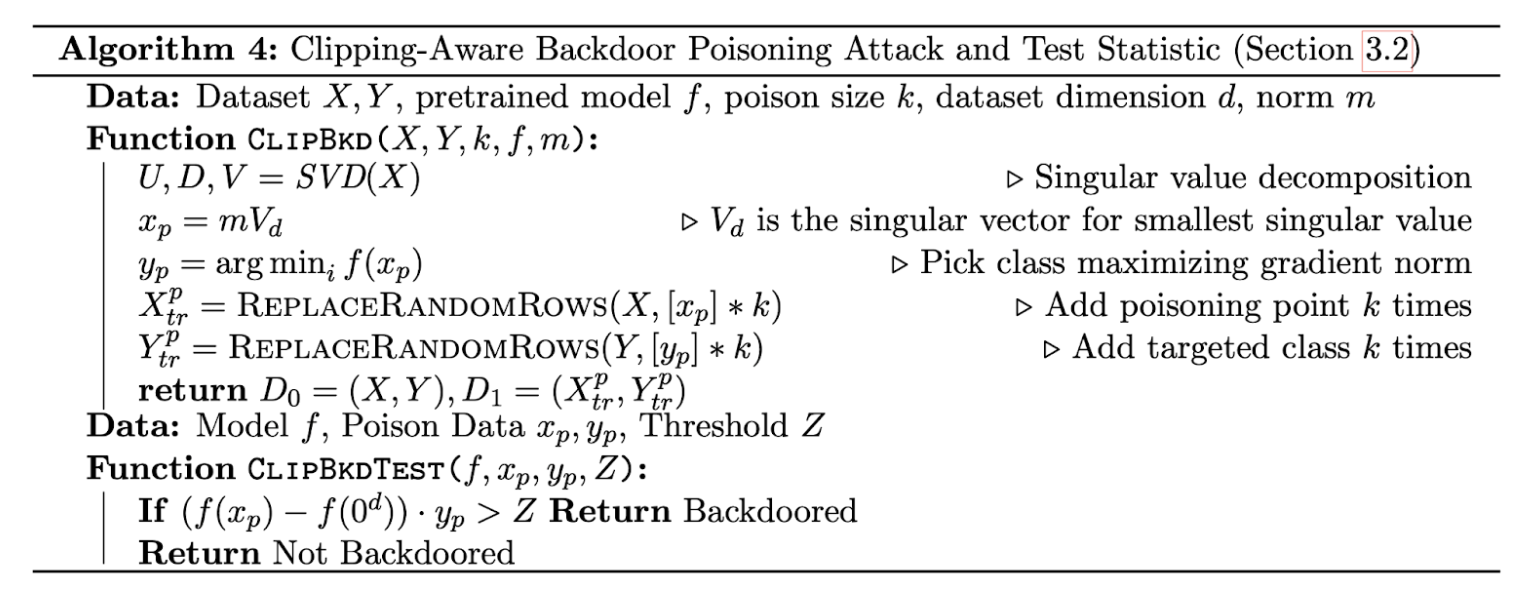 Algorithm 4: Clipping-Aware Backdoor Poisoning Attack and Test Statistic (Section 3.2)
Data: Dataset X, Y, pretrained model f, poison size k, dataset dimension d, norm m
Function CLIPBKD(X, Y, k, f, m):
U, D, V = SVD(X) ▷ Singular value decomposition
x_p = mV_d ▷ V_d is the singular vector for smallest singular value
y_p = arg min_i f(x_p) ▷ Pick class maximizing gradient norm
X_{tr}^p = REPLACERANDOMROWS(X, [x_p] * k) ▷ Add poisoning point k times
Y_{tr}^p = REPLACERANDOMROWS(Y, [y_p] * k) ▷ Add targeted class k times
return D_0 = (X, Y), D_1 = (X_{tr}^p, Y_{tr}^p)
Data: Model f, Poison Data x_p, y_p, Threshold Z
Function CLIPBKDTEST(f, x_p, y_p, Z):
If (f(x_p) − f(0^d)) · y_p > Z Return Backdoored
Return Not Backdoored